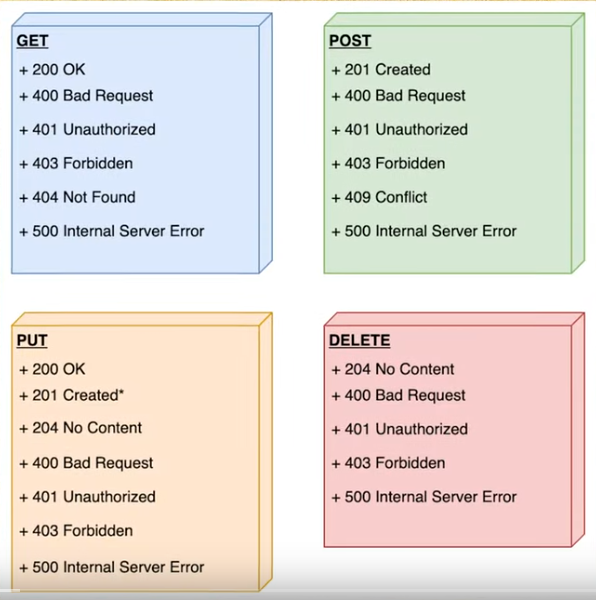 GET
+ 200 OK
+ 400 Bad Request
+ 401 Unauthorized
+ 403 Forbidden
+ 404 Not Found
+ 500 Internal Server Error
POST
+ 201 Created
+ 400 Bad Request
+ 401 Unauthorized
+ 403 Forbidden
+ 409 Conflict
+ 500 Internal Server Error
PUT
+ 200 OK
+ 201 Created*
+ 204 No Content
+ 400 Bad Request
+ 401 Unauthorized
+ 403 Forbidden
+ 500 Internal Server Error
DELETE
+ 204 No Content
+ 400 Bad Request
+ 401 Unauthorized
+ 403 Forbidden
+ 500 Internal Server Error